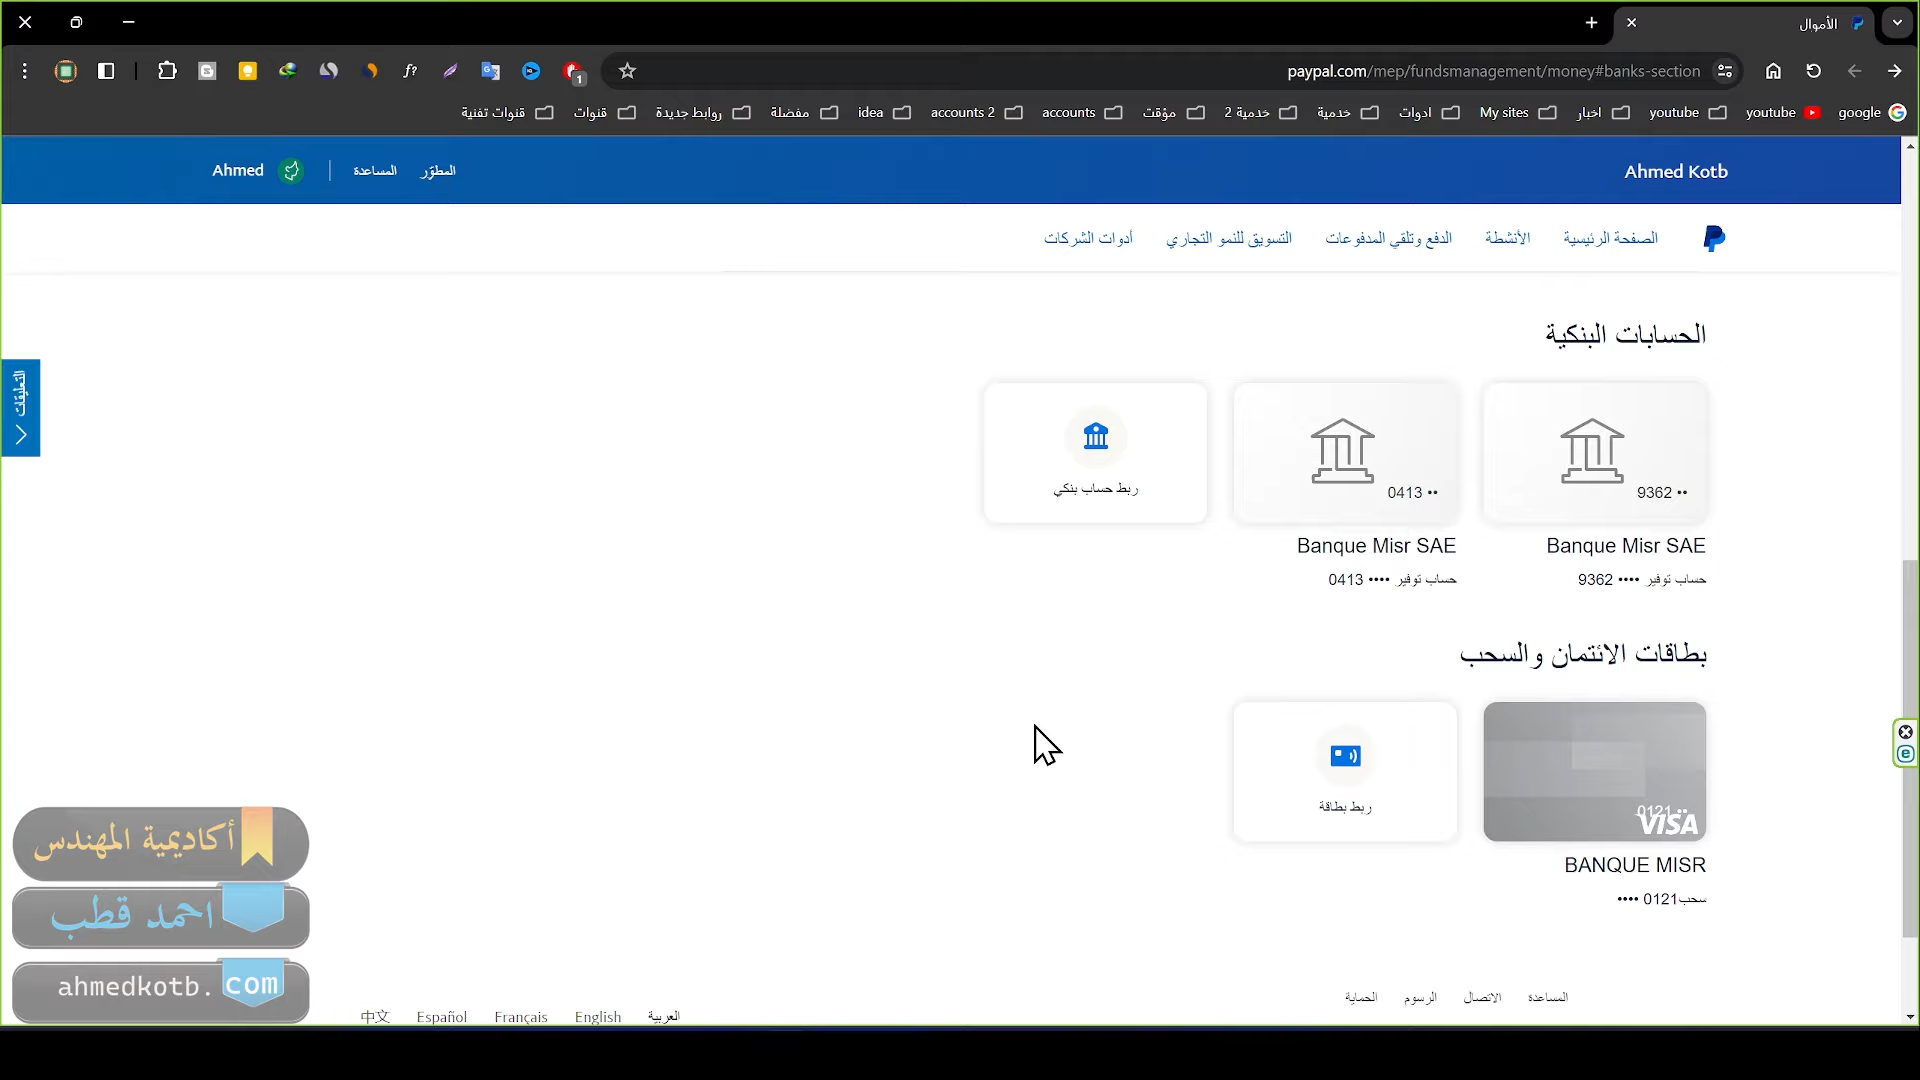 الأموال
paypal.com/mep/fundsmanagement/money#banks-section
1
google
youtube
youtube
اخبار
My sites
ادوات
خدمية
خدمية 2
مؤقت
accounts
accounts 2
idea
مفضلة
روابط جديدة
قنوات
قنوات تفنية
Ahmed Kotb
المطوّر
المساعدة
Ahmed
الصفحة الرئيسية
الأنشطة
الدفع وتلقي المدفوعات
التسويق للنمو التجاري
أدوات الشركات
التعليقات
الحسابات البنكية
9362 ••
0413 ••
ربط حساب بنكي
Banque Misr SAE
Banque Misr SAE
حساب توفير •••• 9362
حساب توفير •••• 0413
بطاقات الائتمان والسحب
0121 ••
VISA
ربط بطاقة
BANQUE MISR
سحب0121 ••••
أكاديمية المهندس
احمد قطب
ahmedkotb.com
المساعدة
الاتصال
الرسوم
الحماية
العربية
English
Français
Español
中文